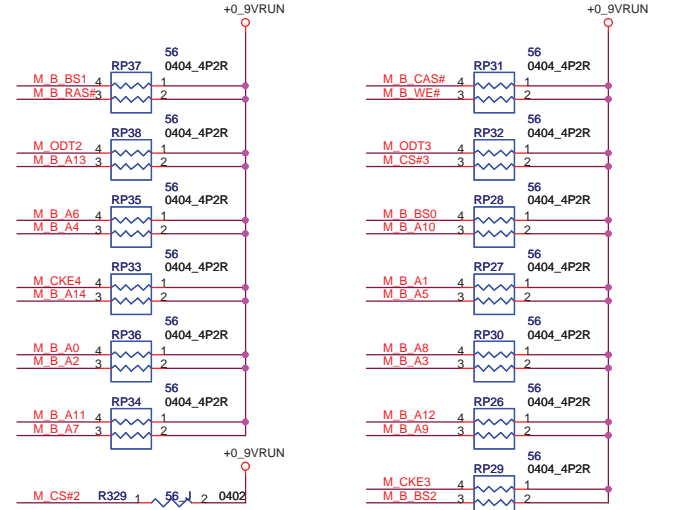 +0_9VRUN
56
RP37 0404_4P2R
M_B_BS1 4 1
M_B_RAS# 3 2
56
RP38 0404_4P2R
M_ODT2 4 1
M_B_A13 3 2
56
RP35 0404_4P2R
M_B_A6 4 1
M_B_A4 3 2
56
RP33 0404_4P2R
M_CKE4 4 1
M_B_A14 3 2
56
RP36 0404_4P2R
M_B_A0 4 1
M_B_A2 3 2
56
RP34 0404_4P2R
M_B_A11 4 1
M_B_A7 3 2
+0_9VRUN
M_CS#2 R329 1 56_J 2 0402
+0_9VRUN
56
RP31 0404_4P2R
M_B_CAS# 4 1
M_B_WE# 3 2
56
RP32 0404_4P2R
M_ODT3 4 1
M_CS#3 3 2
56
RP28 0404_4P2R
M_B_BS0 4 1
M_B_A10 3 2
56
RP27 0404_4P2R
M_B_A1 4 1
M_B_A5 3 2
56
RP30 0404_4P2R
M_B_A8 4 1
M_B_A3 3 2
56
RP26 0404_4P2R
M_B_A12 4 1
M_B_A9 3 2
56
RP29 0404_4P2R
M_CKE3 4 1
M_B_BS2 3 2